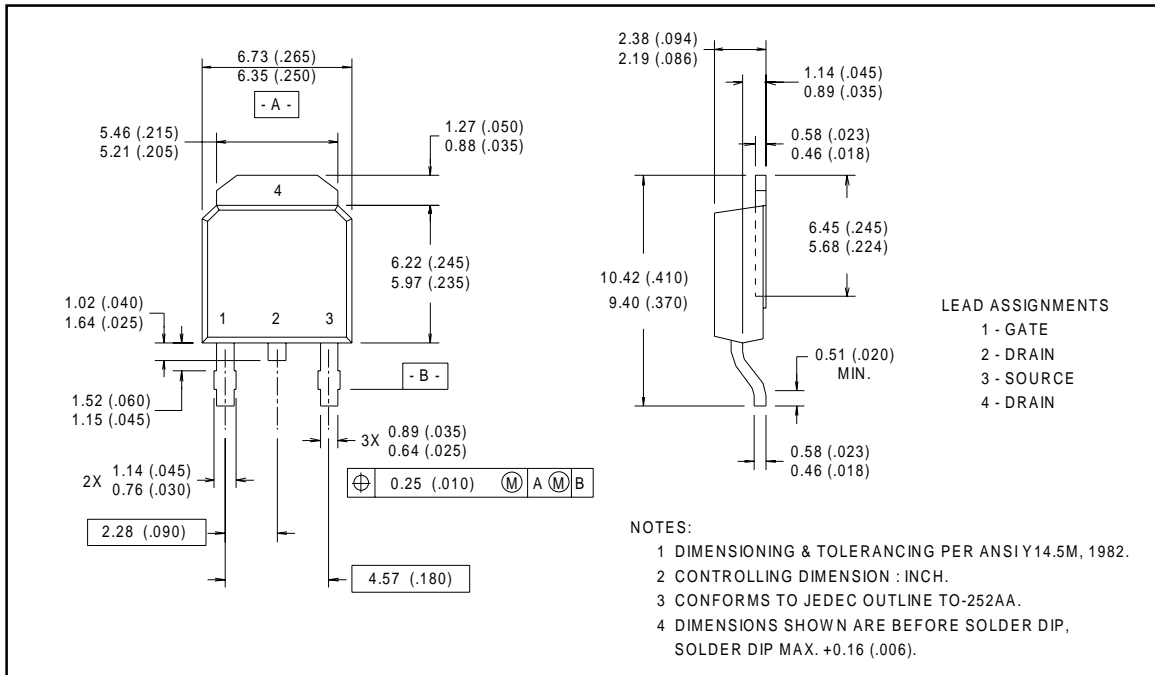 6.73 (.265)
6.35 (.250)
- A -
5.46 (.215)
5.21 (.205)
1.27 (.050)
0.88 (.035)
4
6.22 (.245)
5.97 (.235)
1.02 (.040)
1.64 (.025)
1 2 3
- B -
1.52 (.060)
1.15 (.045)
3X 0.89 (.035)
0.64 (.025)
2X 1.14 (.045)
0.76 (.030)
⌖ 0.25 (.010) Ⓜ A Ⓜ B
2.28 (.090)
4.57 (.180)
2.38 (.094)
2.19 (.086)
1.14 (.045)
0.89 (.035)
0.58 (.023)
0.46 (.018)
6.45 (.245)
5.68 (.224)
10.42 (.410)
9.40 (.370)
0.51 (.020)
MIN.
0.58 (.023)
0.46 (.018)
LEAD ASSIGNMENTS
1 - GATE
2 - DRAIN
3 - SOURCE
4 - DRAIN
NOTES:
1 DIMENSIONING & TOLERANCING PER ANSI Y14.5M, 1982.
2 CONTROLLING DIMENSION : INCH.
3 CONFORMS TO JEDEC OUTLINE TO-252AA.
4 DIMENSIONS SHOWN ARE BEFORE SOLDER DIP,
SOLDER DIP MAX. +0.16 (.006).